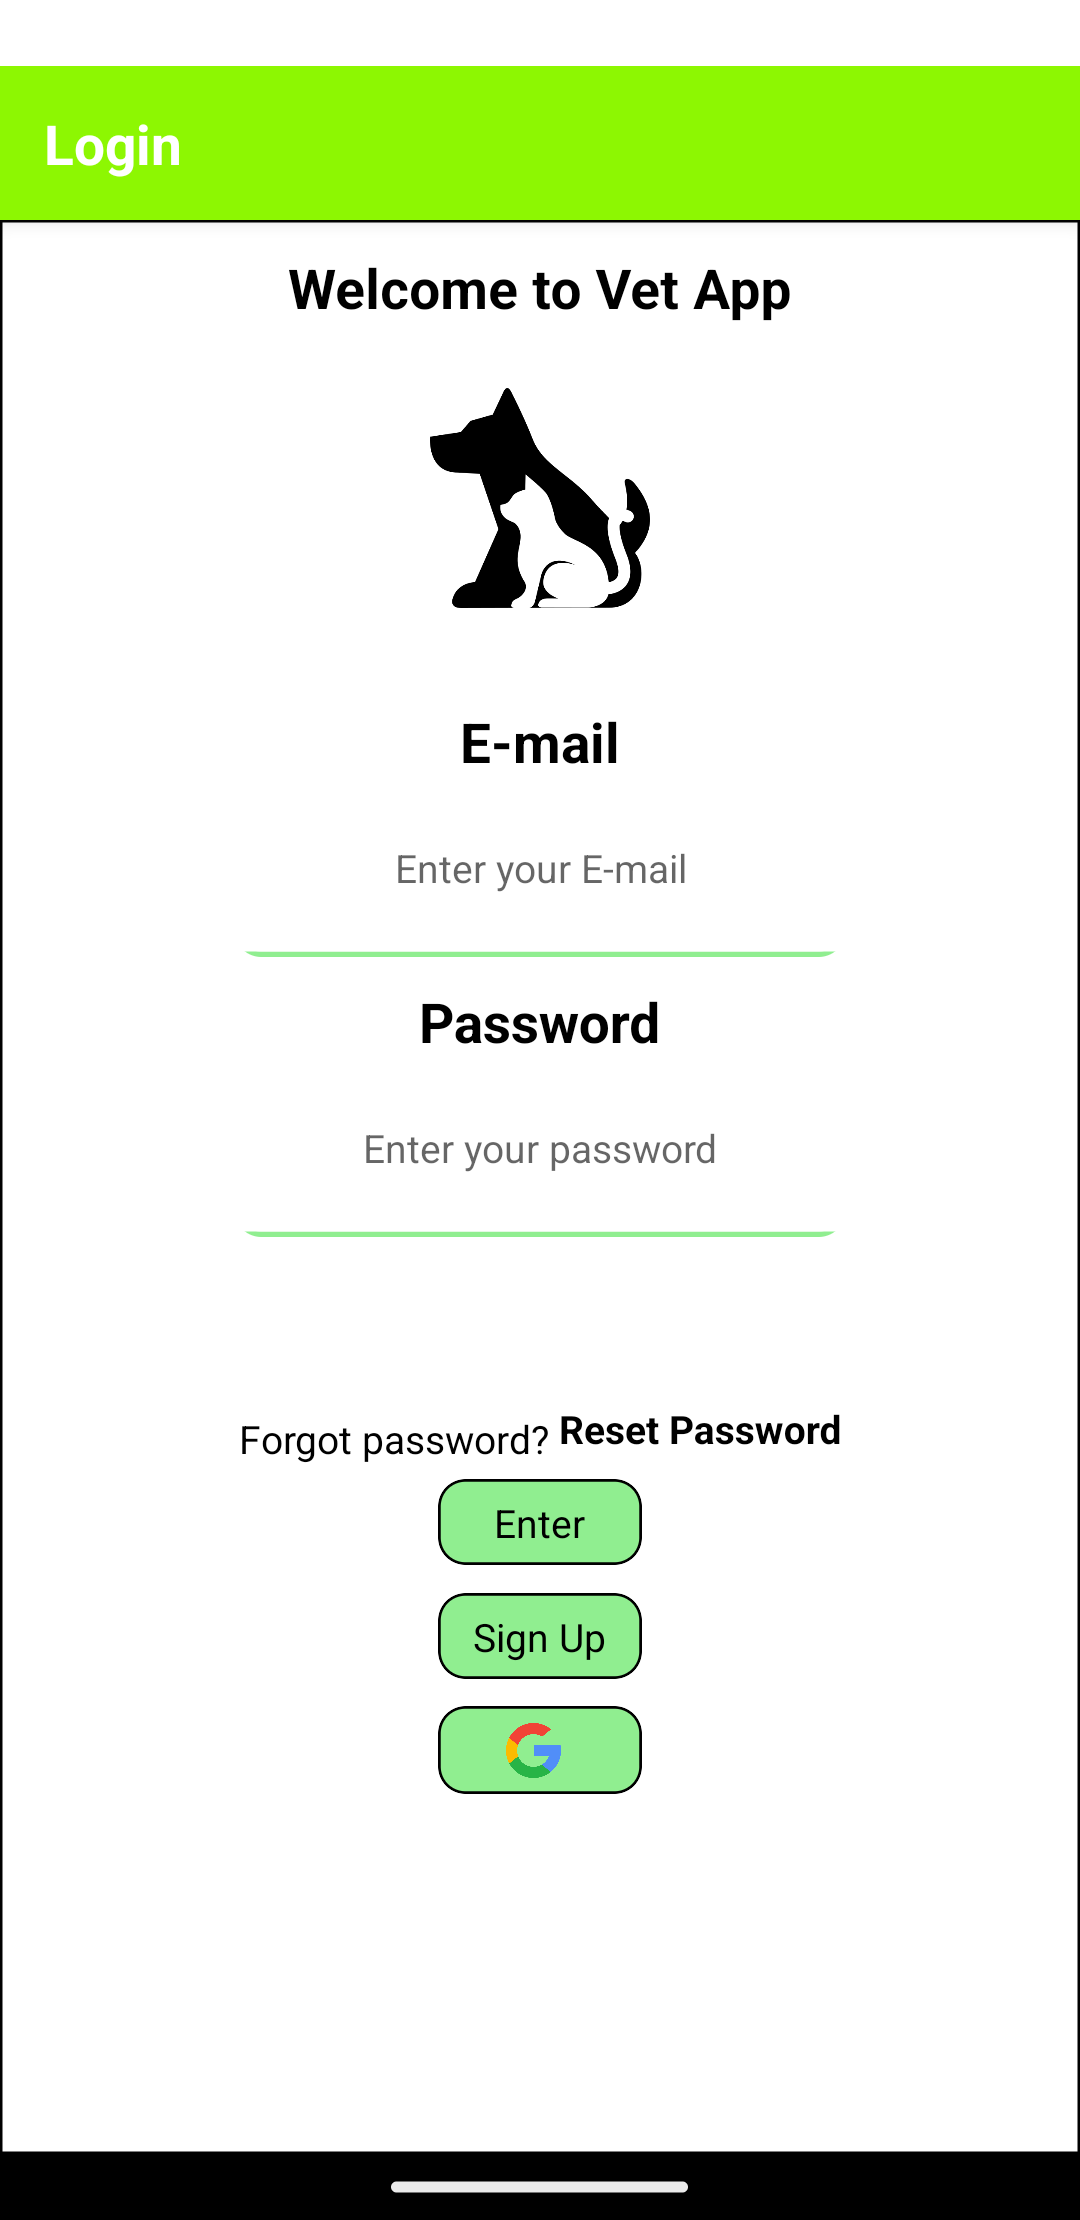 Login
Welcome to Vet App
E-mail
Enter your E-mail
Password
Enter your password
Forgot password? Reset Password
Enter
Sign Up